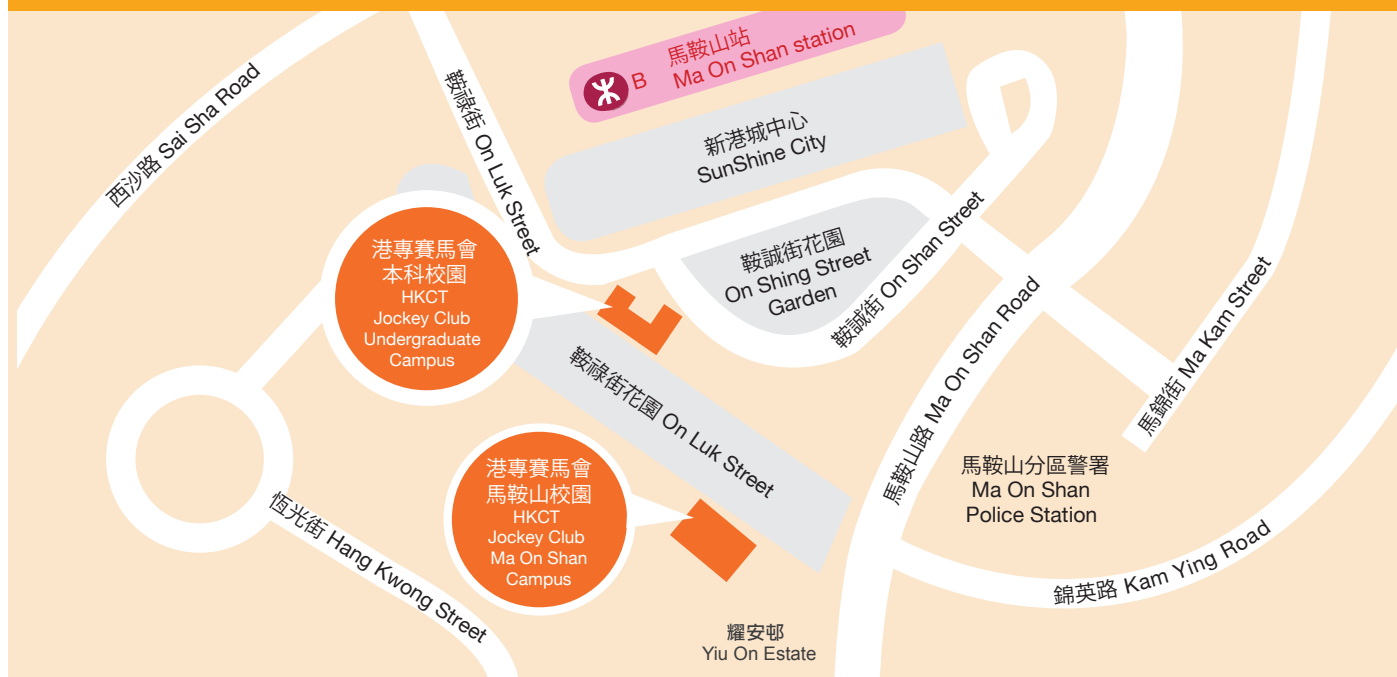 馬鞍山站
B
Ma On Shan station
西沙路 Sai Sha Road
鞍祿街 On Luk Street
新港城中心
SunShine City
港專賽馬會
本科校園
HKCT
Jockey Club
Undergraduate
Campus
鞍誠街花園
On Shing Street
Garden
鞍誠街 On Shan Street
馬鞍山路 Ma On Shan Road
馬錦街 Ma Kam Street
鞍祿街花園 On Luk Street
港專賽馬會
馬鞍山校園
HKCT
Jockey Club
Ma On Shan
Campus
馬鞍山分區警署
Ma On Shan
Police Station
恆光街 Hang Kwong Street
錦英路 Kam Ying Road
耀安邨
Yiu On Estate